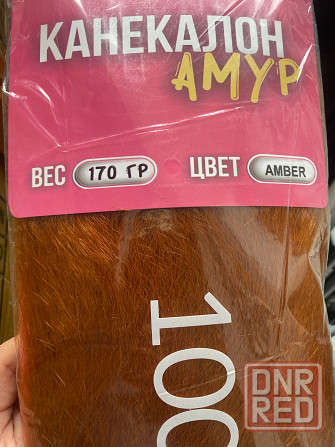 КАНЕКАЛОН
АМУР
ВЕС 170 ГР ЦВЕТ AMBER
100
DNR
RED